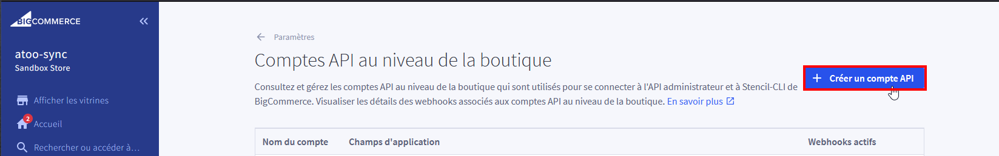 BIGCOMMERCE
atoo-sync
Sandbox Store
Afficher les vitrines
2
Accueil
Rechercher ou accéder à...
Paramètres
Comptes API au niveau de la boutique
Consultez et gérez les comptes API au niveau de la boutique qui sont utilisés pour se connecter à l'API administrateur et à Stencil-CLI de
BigCommerce. Visualiser les détails des webhooks associés aux comptes API au niveau de la boutique. En savoir plus
Créer un compte API
Nom du compte Champs d'application Webhooks actifs